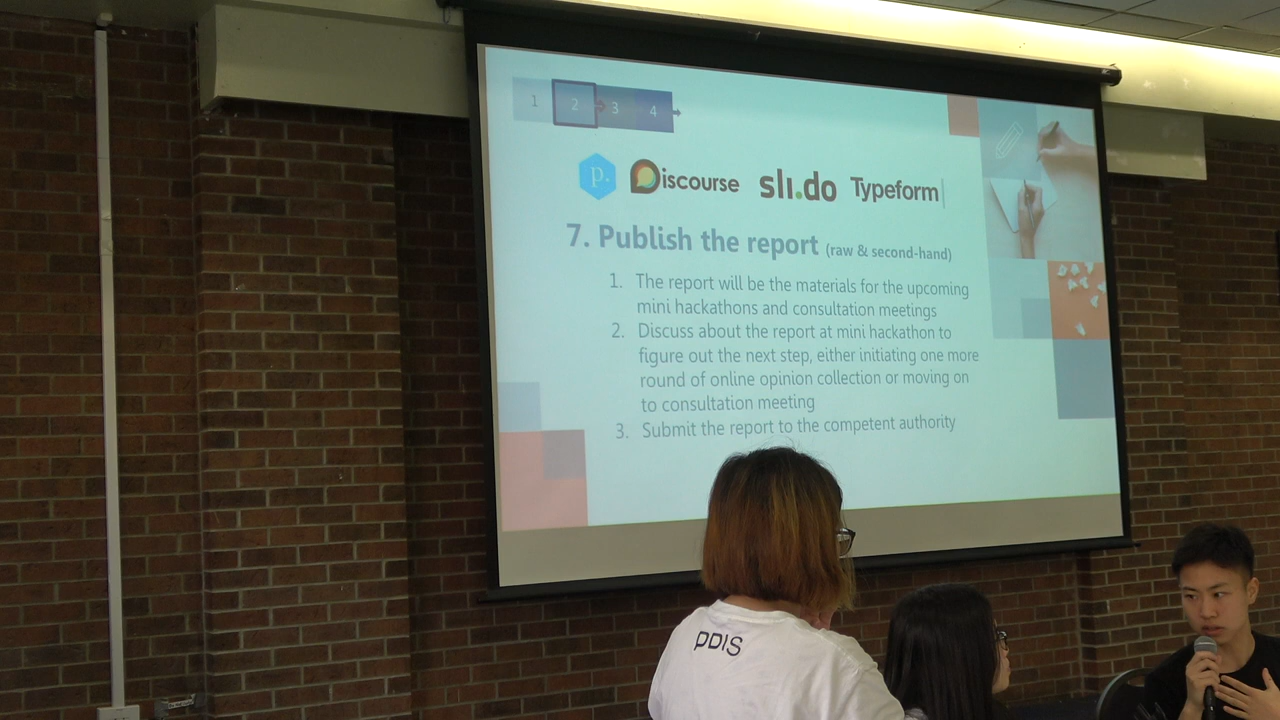 1 2 3 4
p. Discourse sli.do Typeform
7. Publish the report (raw & second-hand)
1. The report will be the materials for the upcoming
mini hackathons and consultation meetings
2. Discuss about the report at mini hackathon to
figure out the next step, either initiating one more
round of online opinion collection or moving on
to consultation meeting
3. Submit the report to the competent authority
PDIS